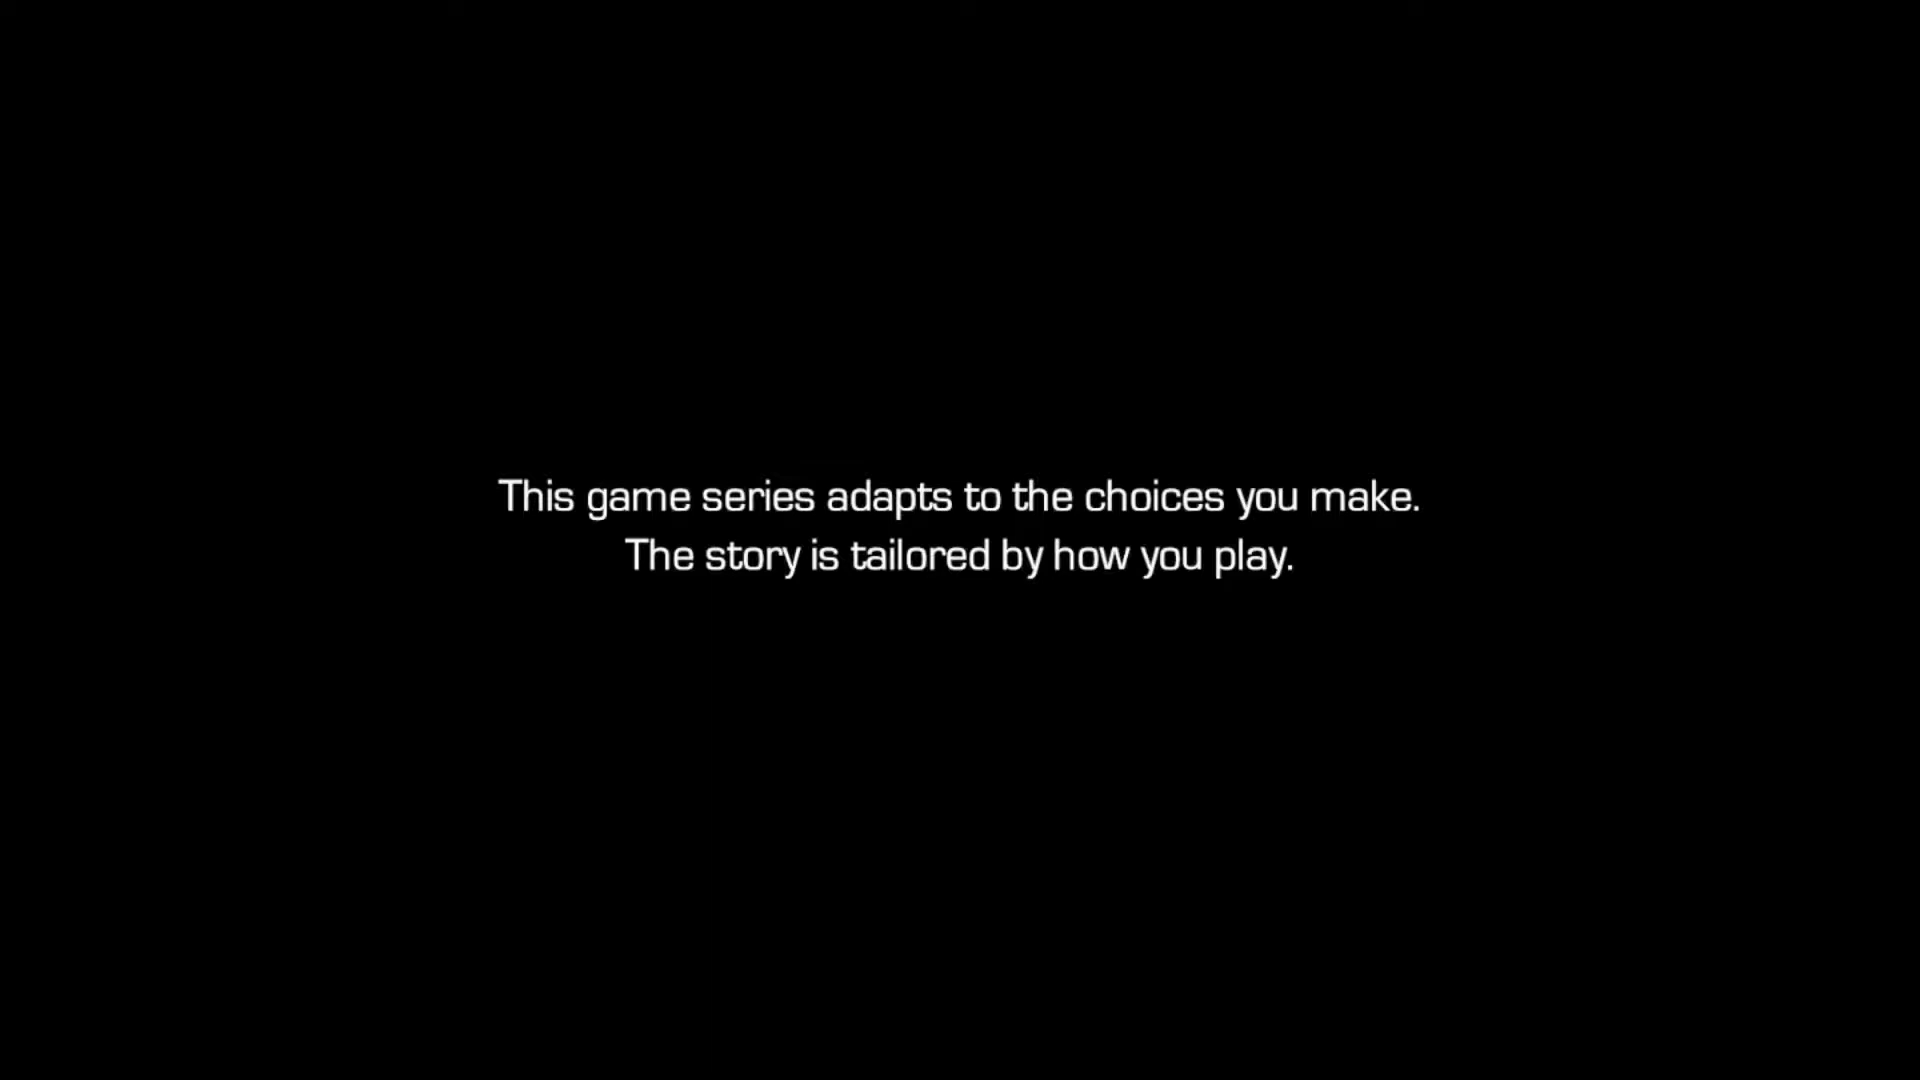 This game series adapts to the choices you make.
The story is tailored by how you play.